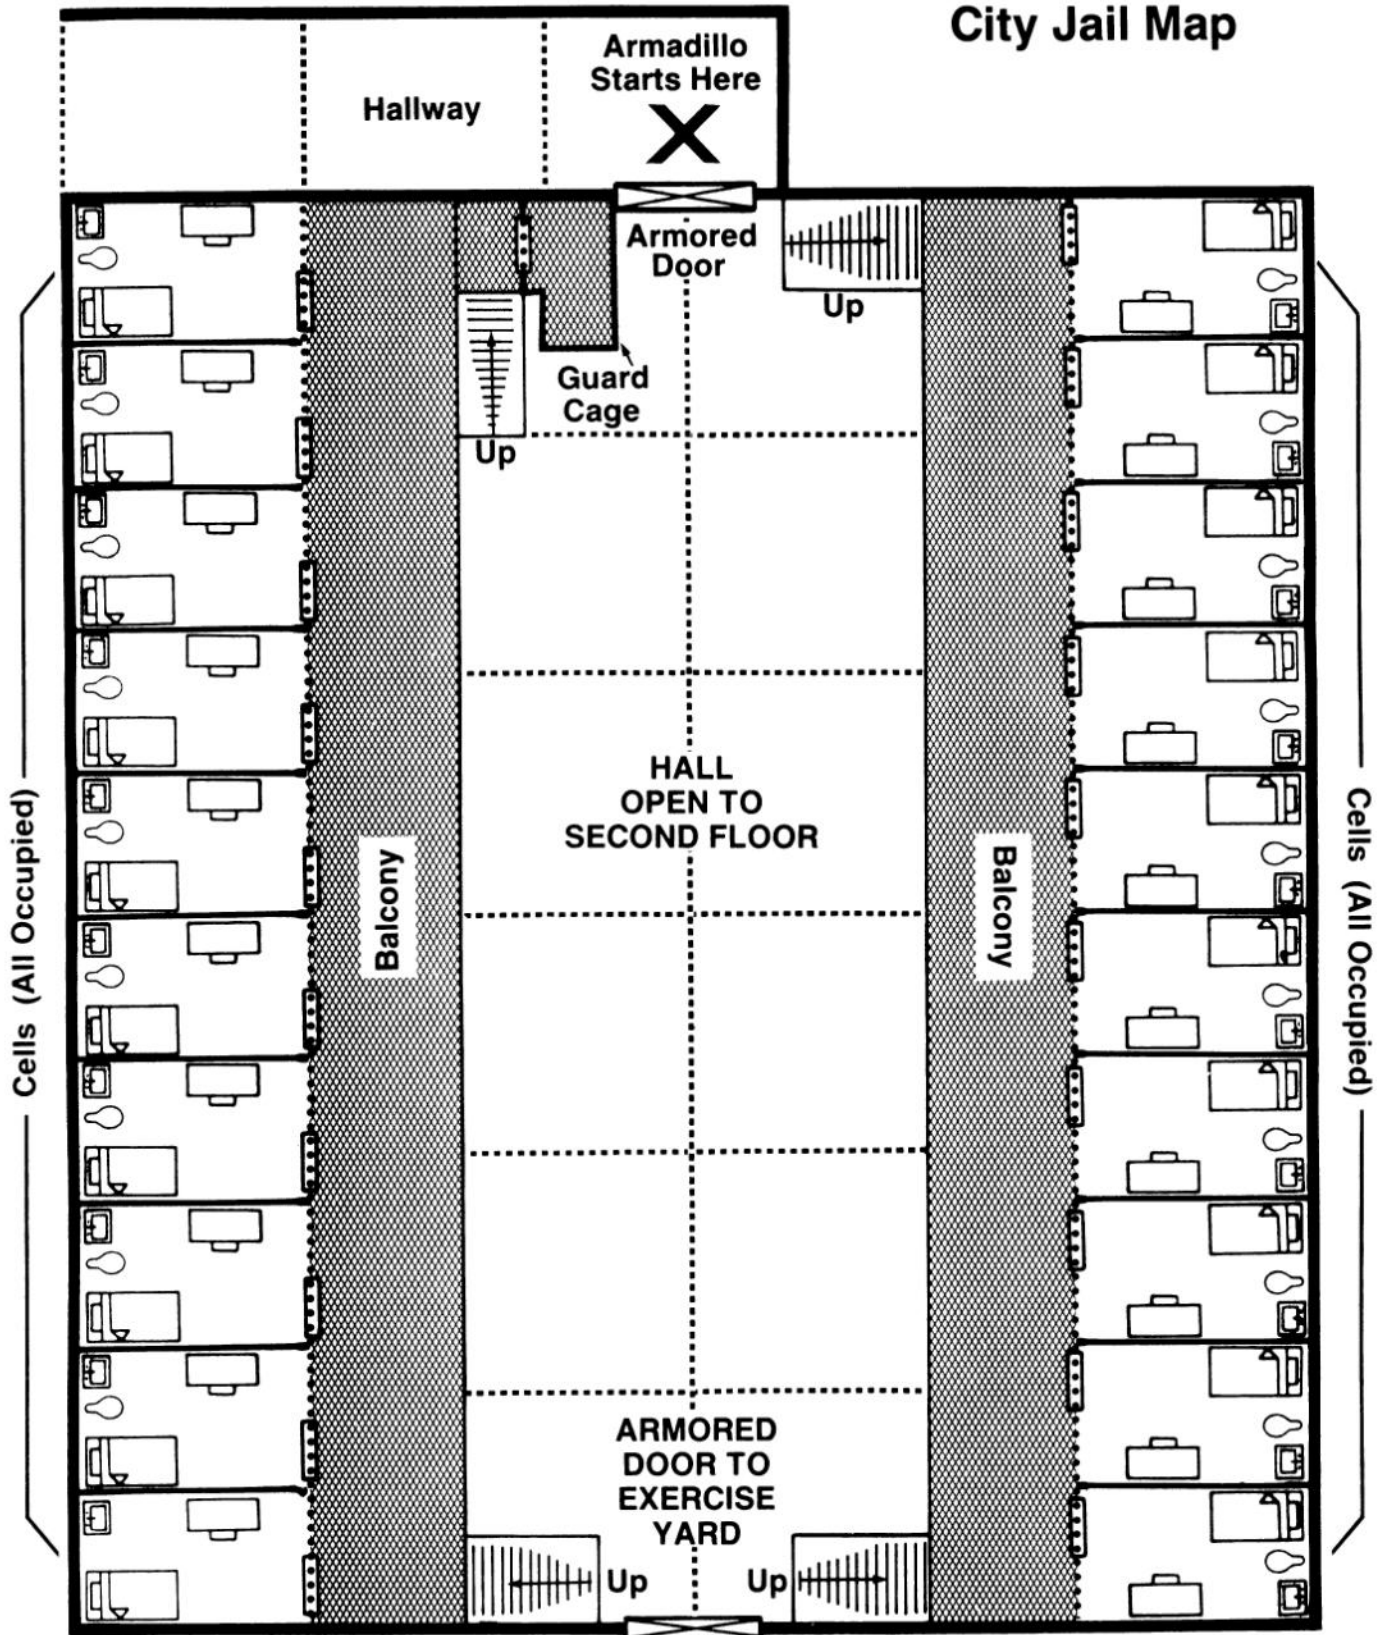 City Jail Map
Armadillo
Starts Here
Hallway
Armored
Door
Up
Guard
Cage
Up
HALL
OPEN TO
SECOND FLOOR
Balcony
Balcony
Cells (All Occupied)
Cells (All Occupied)
ARMORED
DOOR TO
EXERCISE
YARD
Up
Up